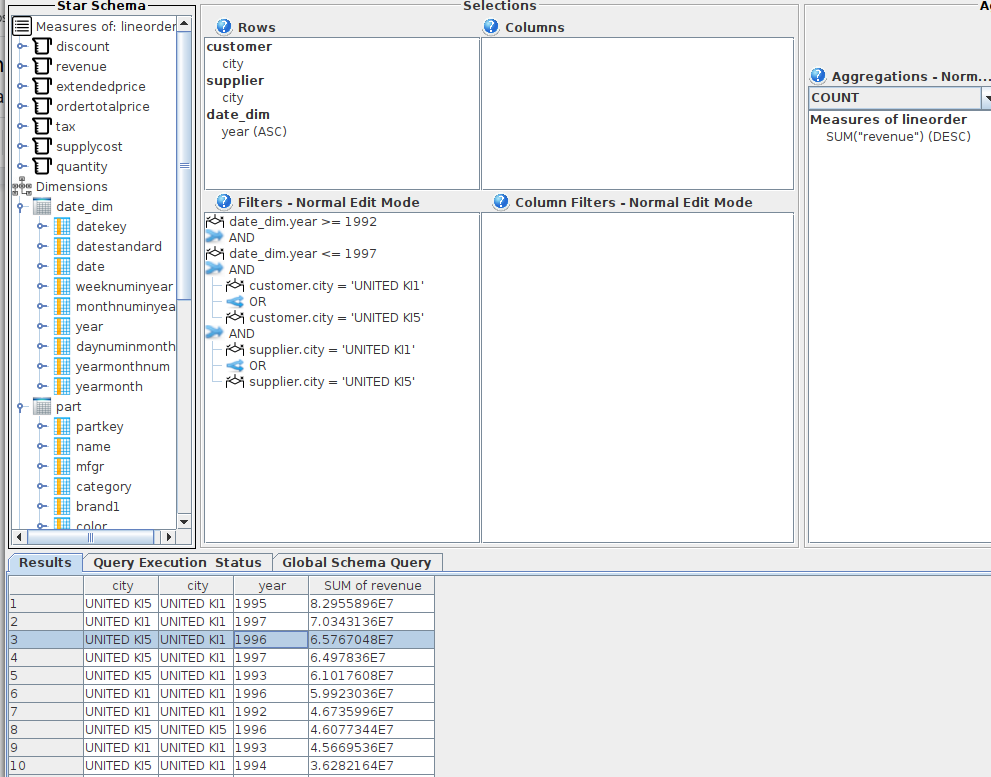 Star Schema
Measures of: lineorder
discount
revenue
extendedprice
ordertotalprice
tax
supplycost
quantity
Dimensions
date_dim
datekey
datestandard
date
weeknuminyear
monthnuminyea
year
daynuminmonth
yearmonthnum
yearmonth
part
partkey
name
mfgr
category
brand1
color
Selections
Rows
customer
city
supplier
city
date_dim
year (ASC)
Columns
Filters - Normal Edit Mode
date_dim.year >= 1992
AND
date_dim.year <= 1997
AND
customer.city = 'UNITED KI1'
OR
customer.city = 'UNITED KI5'
AND
supplier.city = 'UNITED KI1'
OR
supplier.city = 'UNITED KI5'
Column Filters - Normal Edit Mode
Aggregations - Norm...
COUNT
Measures of lineorder
SUM("revenue") (DESC)
Results Query Execution Status Global Schema Query
city city year SUM of revenue
1 UNITED KI5 UNITED KI1 1995 8.2955896E7
2 UNITED KI1 UNITED KI1 1997 7.0343136E7
3 UNITED KI5 UNITED KI1 1996 6.5767048E7
4 UNITED KI5 UNITED KI1 1997 6.497836E7
5 UNITED KI5 UNITED KI1 1993 6.1017608E7
6 UNITED KI1 UNITED KI1 1996 5.9923036E7
7 UNITED KI1 UNITED KI1 1992 4.6735996E7
8 UNITED KI5 UNITED KI5 1996 4.6077344E7
9 UNITED KI1 UNITED KI1 1993 4.5669536E7
10 UNITED KI5 UNITED KI1 1994 3.6282164E7